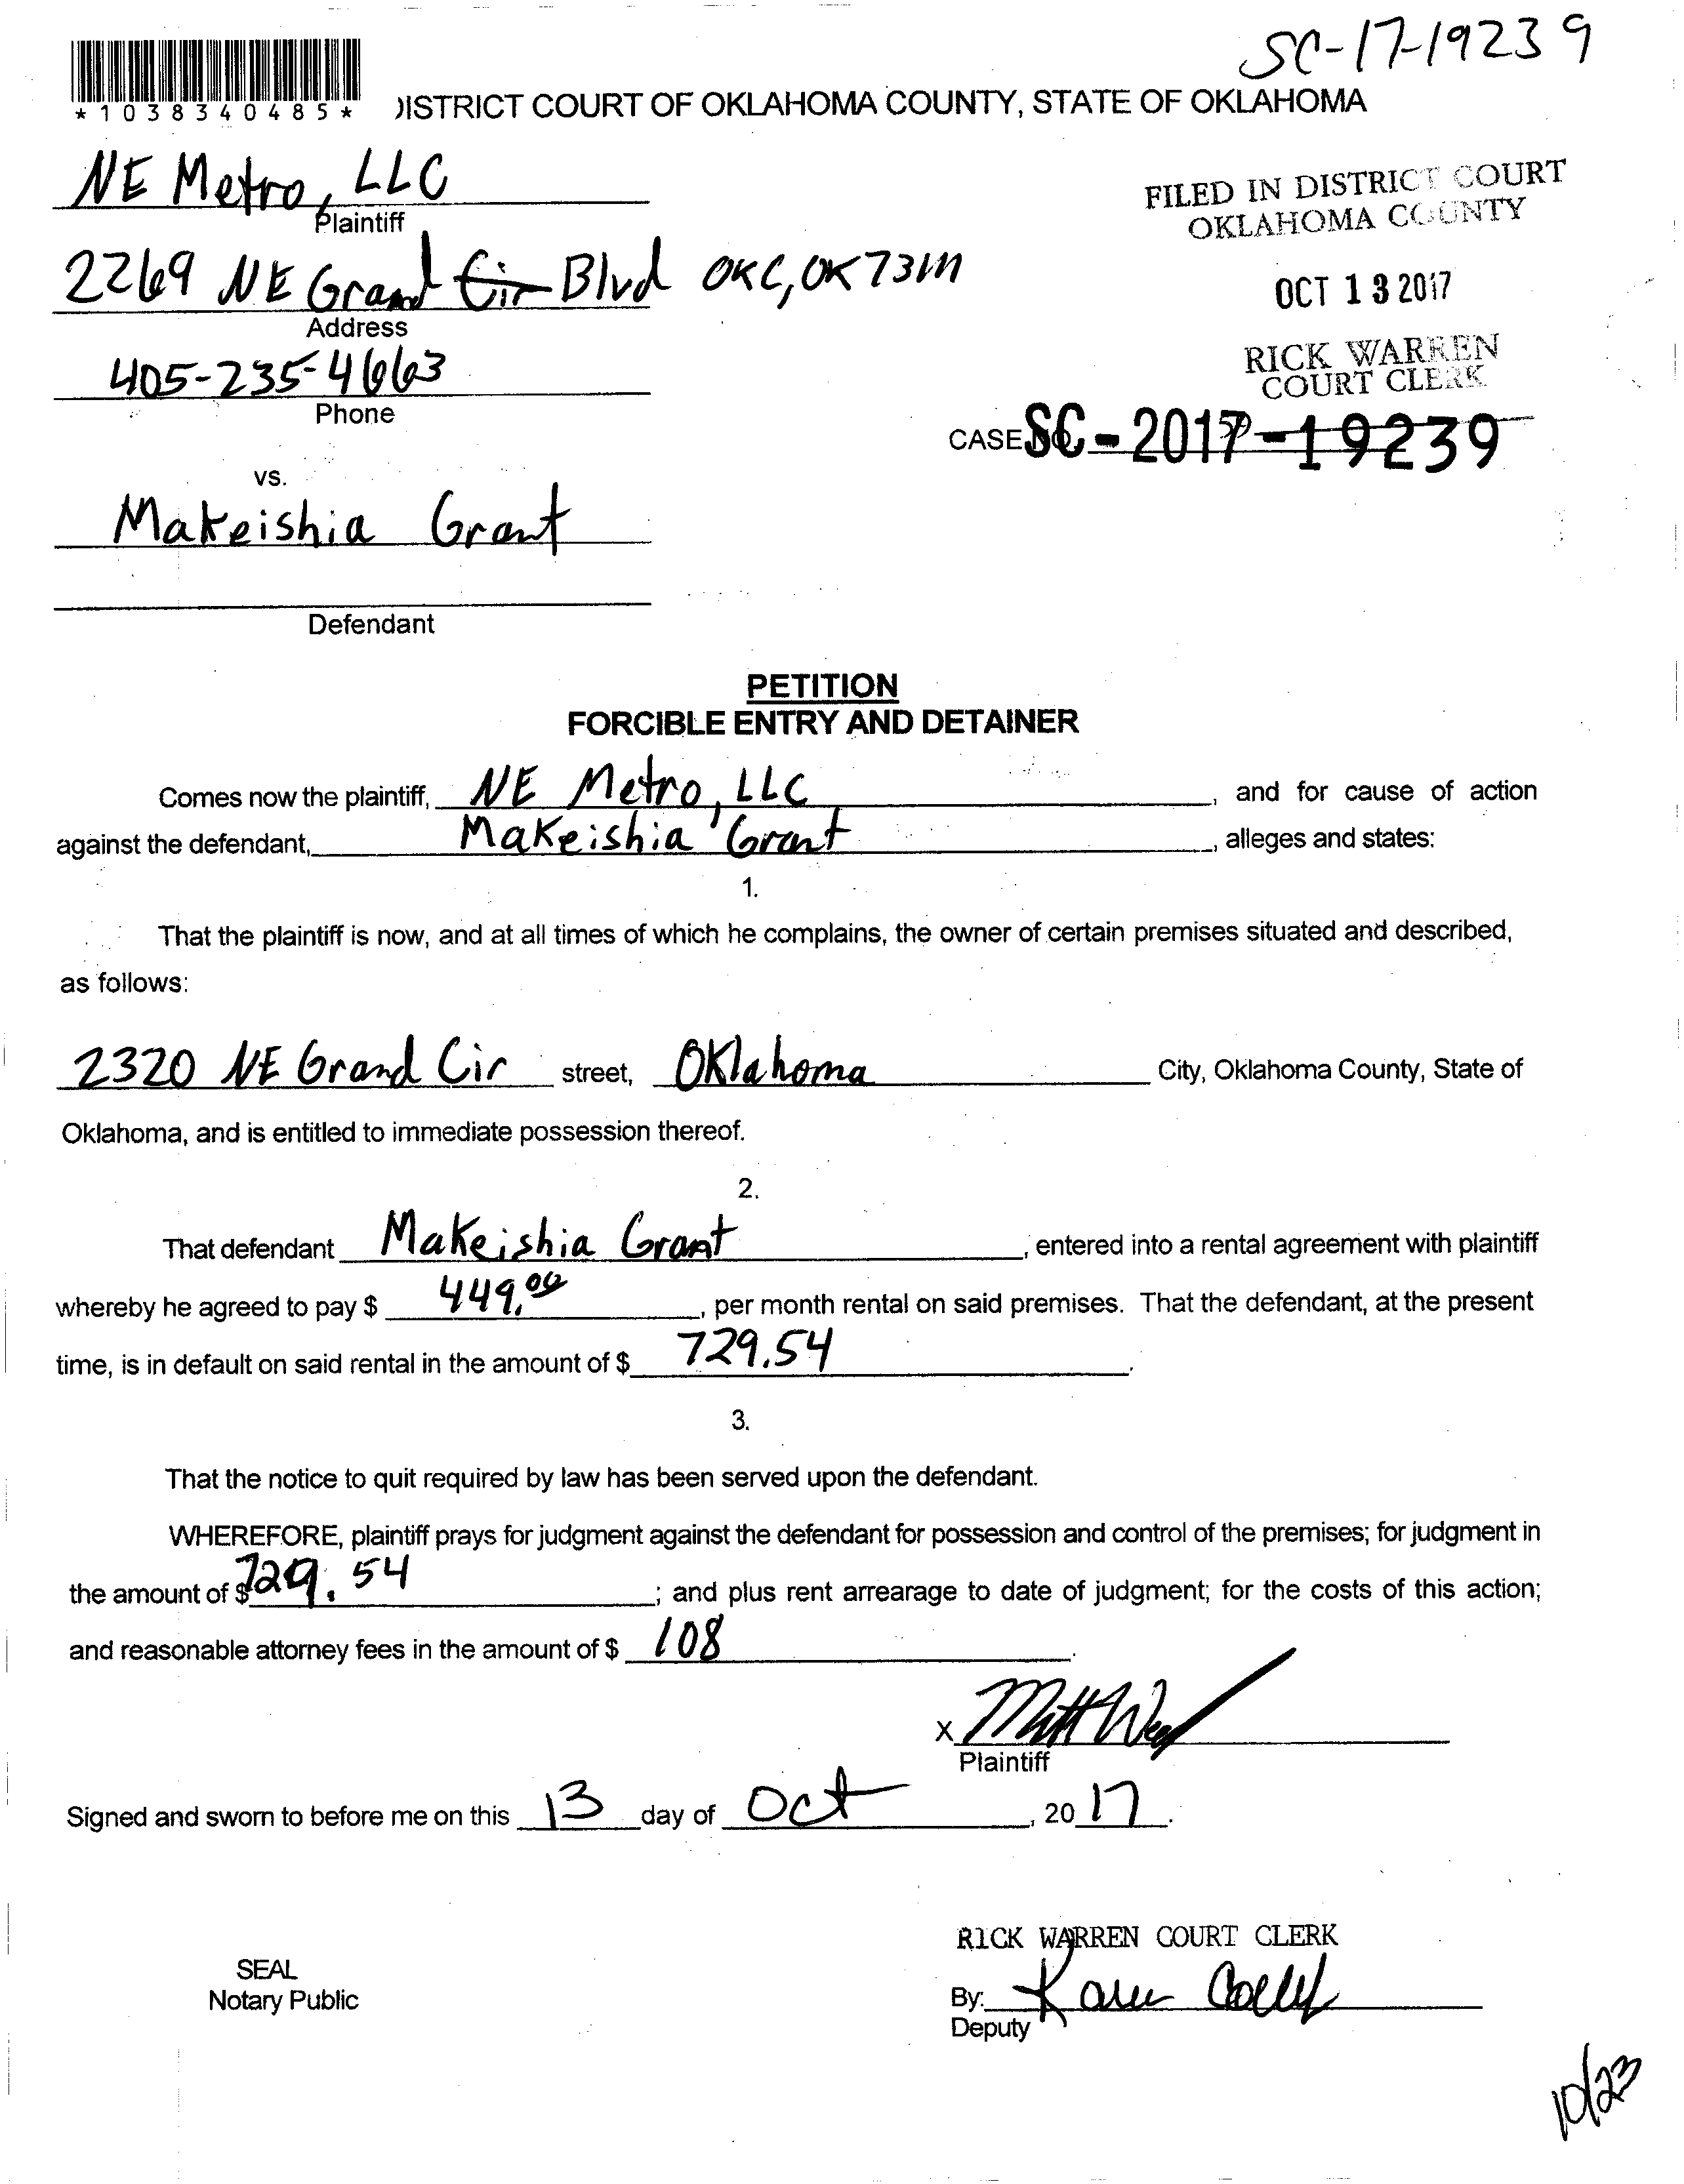 SC-17-19239
*1038340485*
DISTRICT COURT OF OKLAHOMA COUNTY, STATE OF OKLAHOMA
NE Metro, LLC
Plaintiff
FILED IN DISTRICT COURT
OKLAHOMA COUNTY
2269 NE Grand Cir Blvd OKC, OK 73111
Address
OCT 13 2017
405-235-4663
Phone
RICK WARREN
COURT CLERK
CASE NO. SC-2017-19239
vs.
Makeishia Grant
Defendant
PETITION
FORCIBLE ENTRY AND DETAINER
Comes now the plaintiff, NE Metro, LLC, and for cause of action
against the defendant, Makeishia Grant, alleges and states:
1.
That the plaintiff is now, and at all times of which he complains, the owner of certain premises situated and described,
as follows:
2320 NE Grand Cir street, Oklahoma City, Oklahoma County, State of
Oklahoma, and is entitled to immediate possession thereof.
2.
That defendant Makeishia Grant, entered into a rental agreement with plaintiff
whereby he agreed to pay $ 449.00, per month rental on said premises. That the defendant, at the present
time, is in default on said rental in the amount of $ 729.54.
3.
That the notice to quit required by law has been served upon the defendant.
WHEREFORE, plaintiff prays for judgment against the defendant for possession and control of the premises; for judgment in
the amount of $ 729.54; and plus rent arrearage to date of judgment; for the costs of this action;
and reasonable attorney fees in the amount of $ 108.
X Matt
Plaintiff
Signed and sworn to before me on this 13 day of Oct, 2017.
RICK WARREN COURT CLERK
SEAL
Notary Public
By: Karen
Deputy
10/23